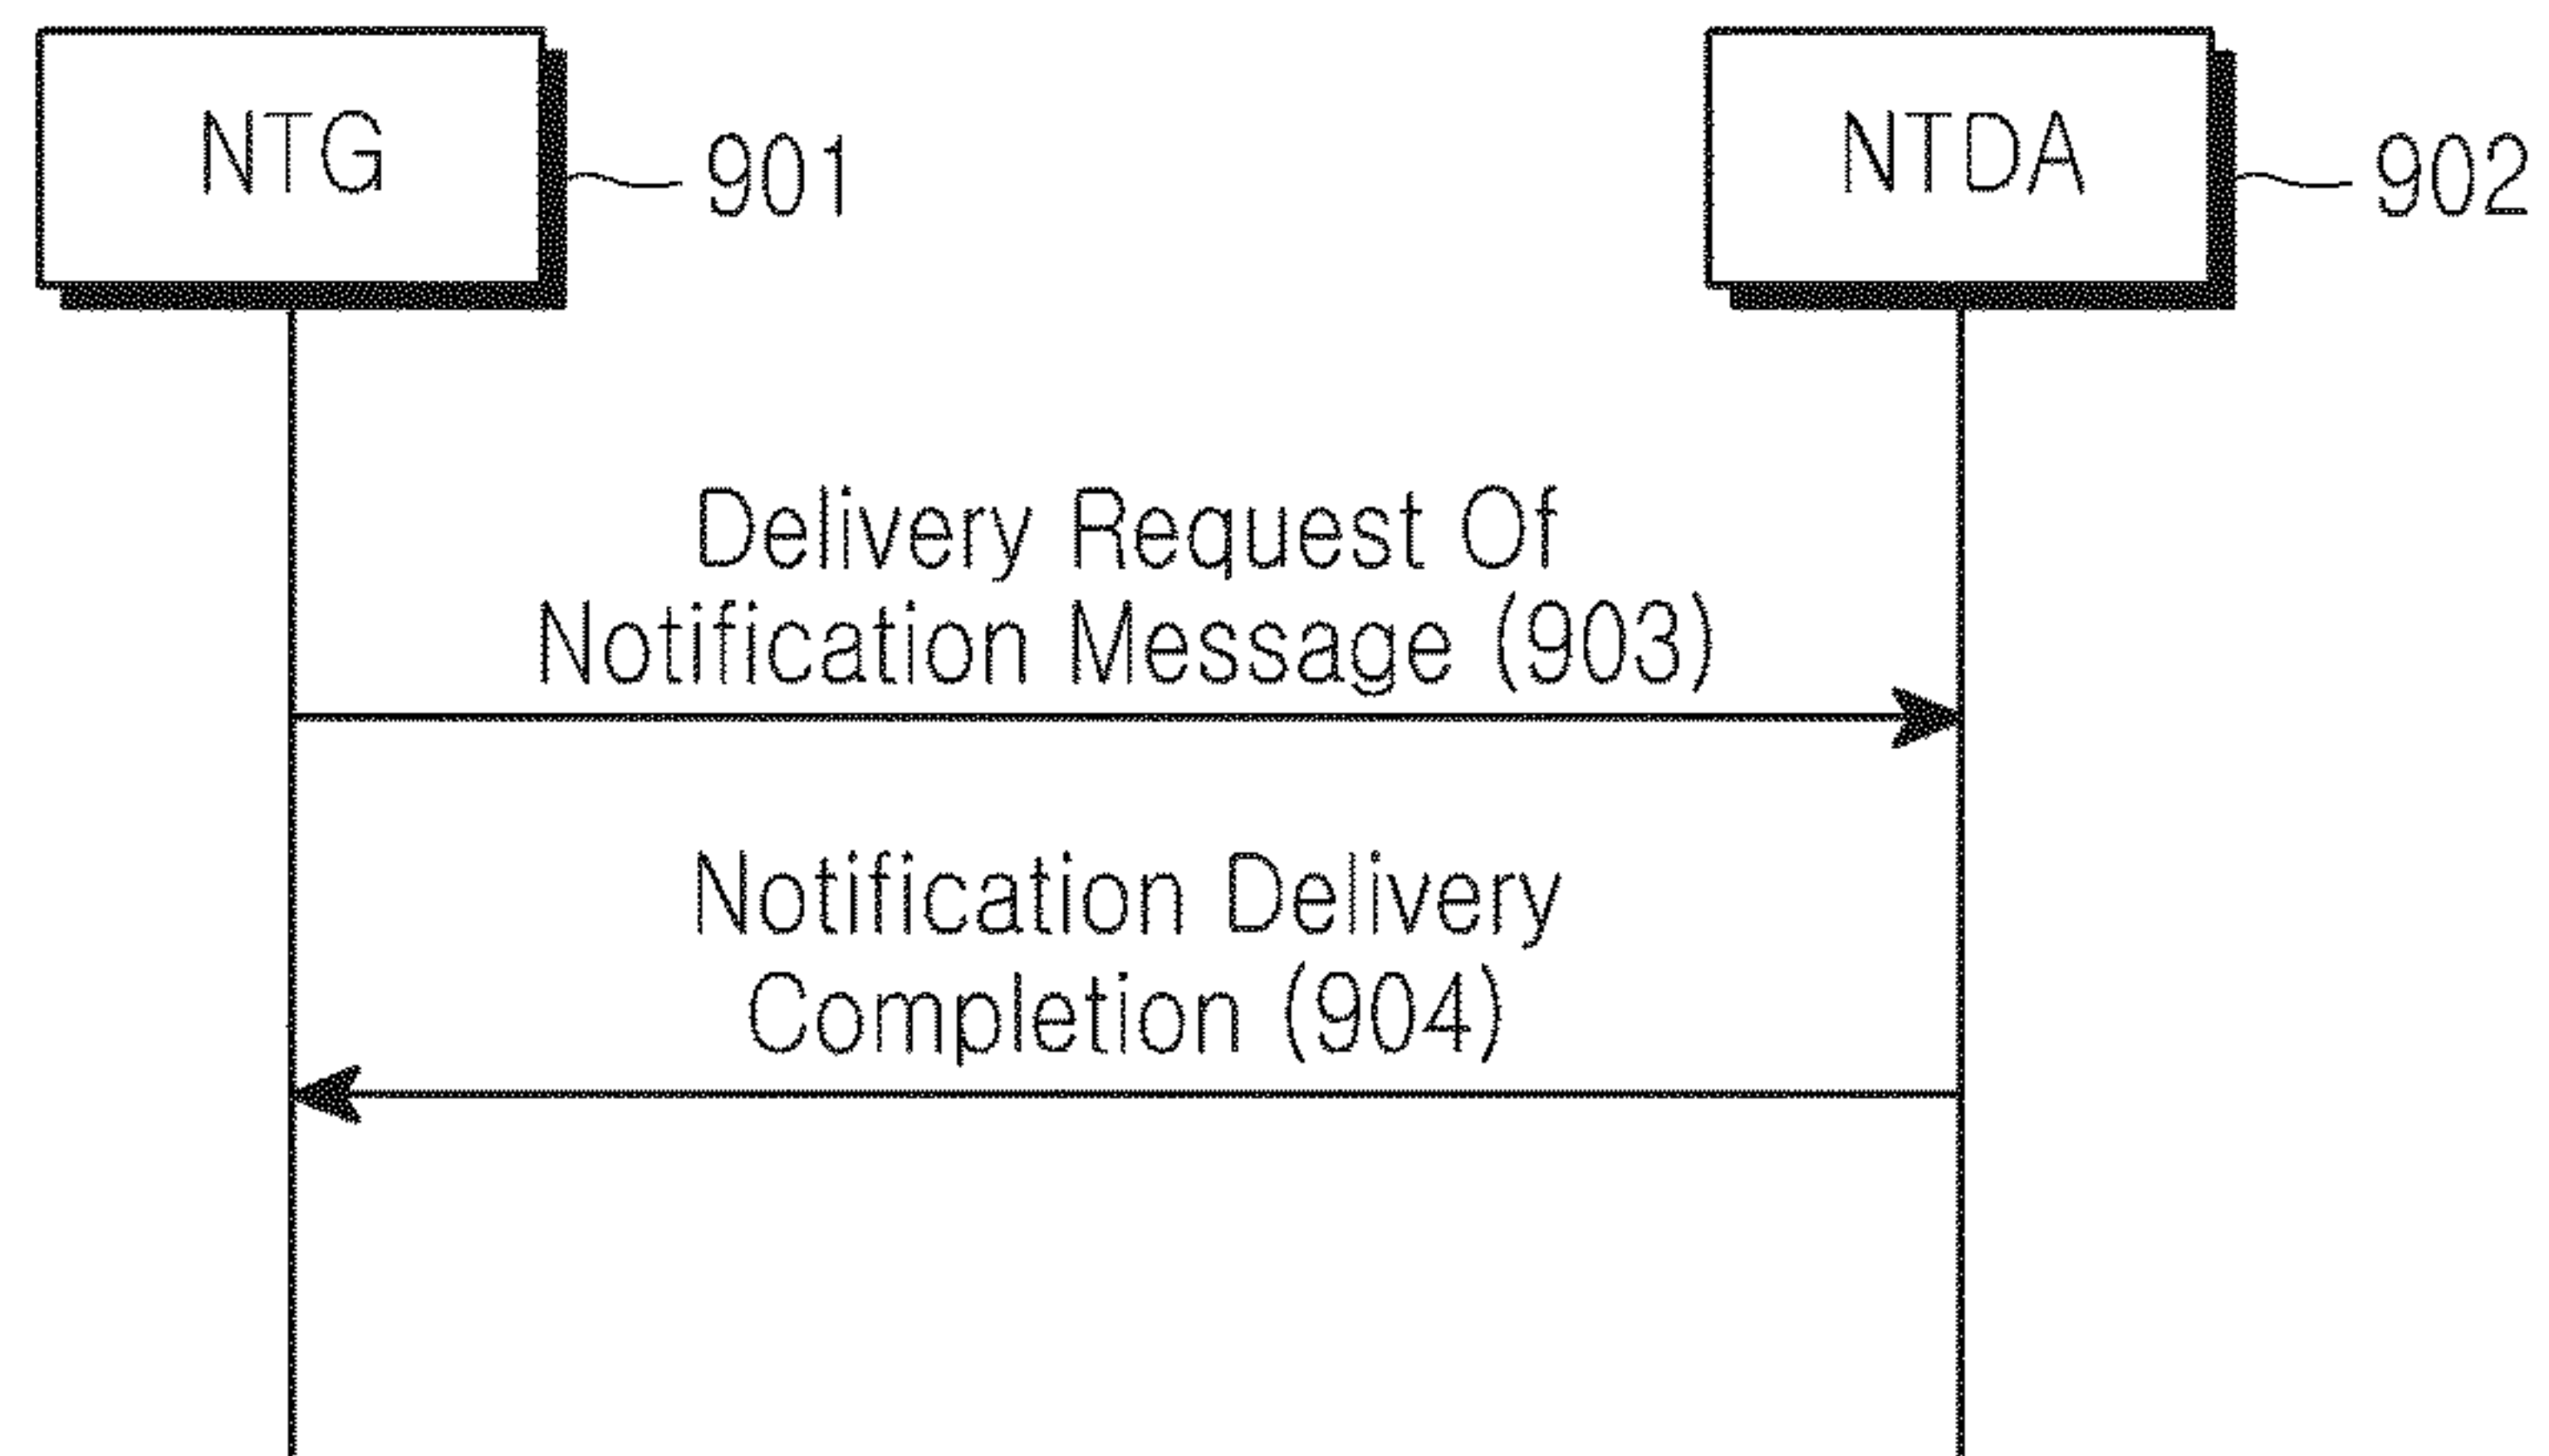 NTG
901
NTDA
902
Delivery Request Of
Notification Message (903)
Notification Delivery
Completion (904)